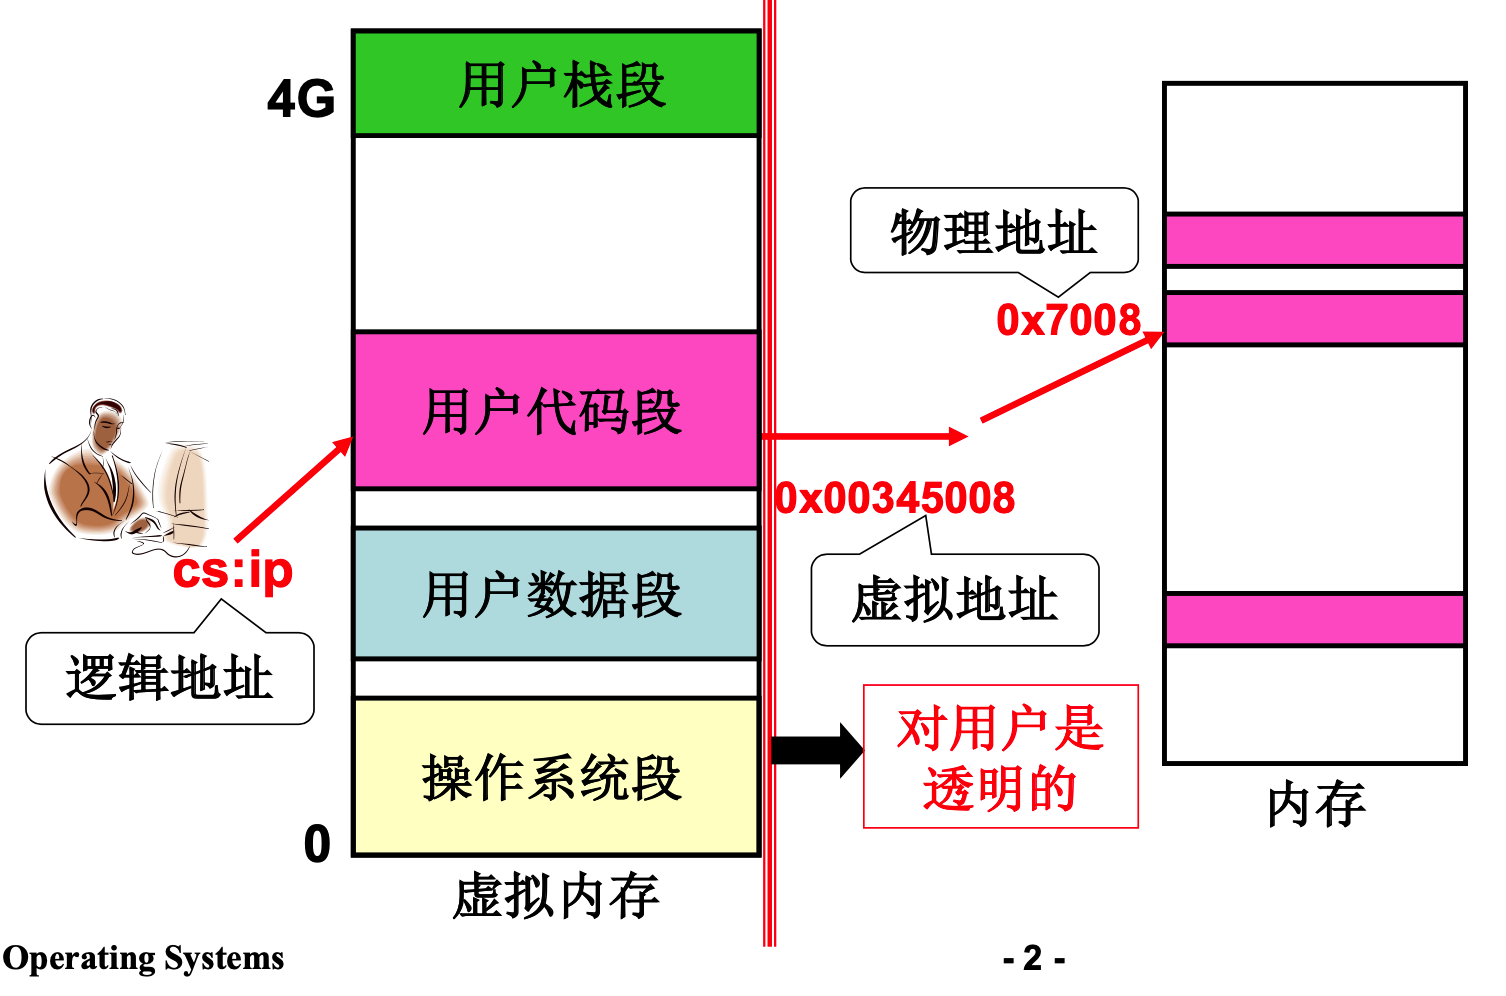 用户栈段
4G
物理地址
0x7008
用户代码段
0x00345008
cs:ip
用户数据段
虚拟地址
逻辑地址
对用户是
透明的
操作系统段
内存
0
虚拟内存
Operating Systems
- 2 -